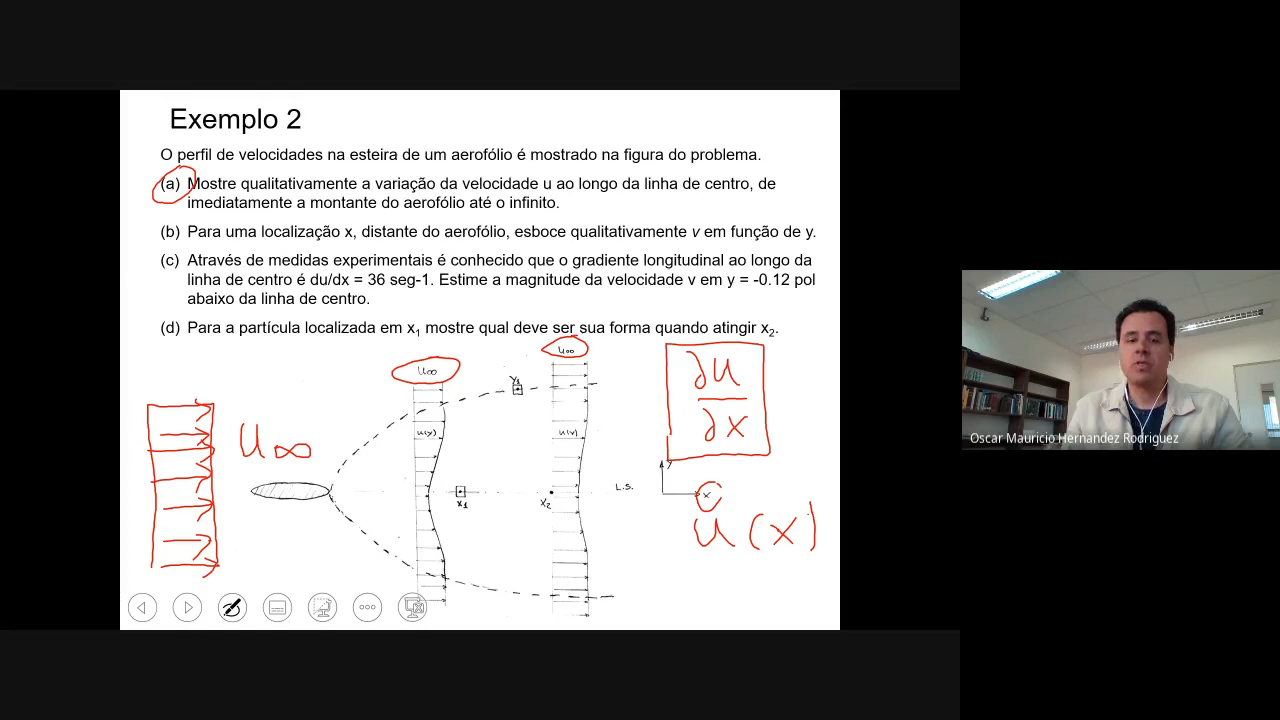 Exemplo 2
O perfil de velocidades na esteira de um aerofólio é mostrado na figura do problema.
(a) Mostre qualitativamente a variação da velocidade u ao longo da linha de centro, de
imediatamente a montante do aerofólio até o infinito.
(b) Para uma localização x, distante do aerofólio, esboce qualitativamente v em função de y.
(c) Através de medidas experimentais é conhecido que o gradiente longitudinal ao longo da
linha de centro é du/dx = 36 seg-1. Estime a magnitude da velocidade v em y = -0.12 pol
abaixo da linha de centro.
(d) Para a partícula localizada em x₁ mostre qual deve ser sua forma quando atingir x₂.
u∞
u∞
y₁
∂u
∂x
u∞
u(y)
u(y)
y
L.S.
x
x₁
x₂
u(x)
Oscar Mauricio Hernandez Rodriguez